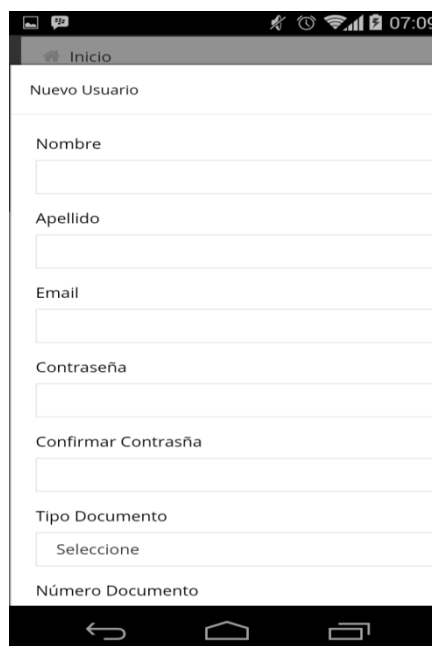 07:09
Inicio
Nuevo Usuario
Nombre
Apellido
Email
Contraseña
Confirmar Contrasña
Tipo Documento
Seleccione
Número Documento